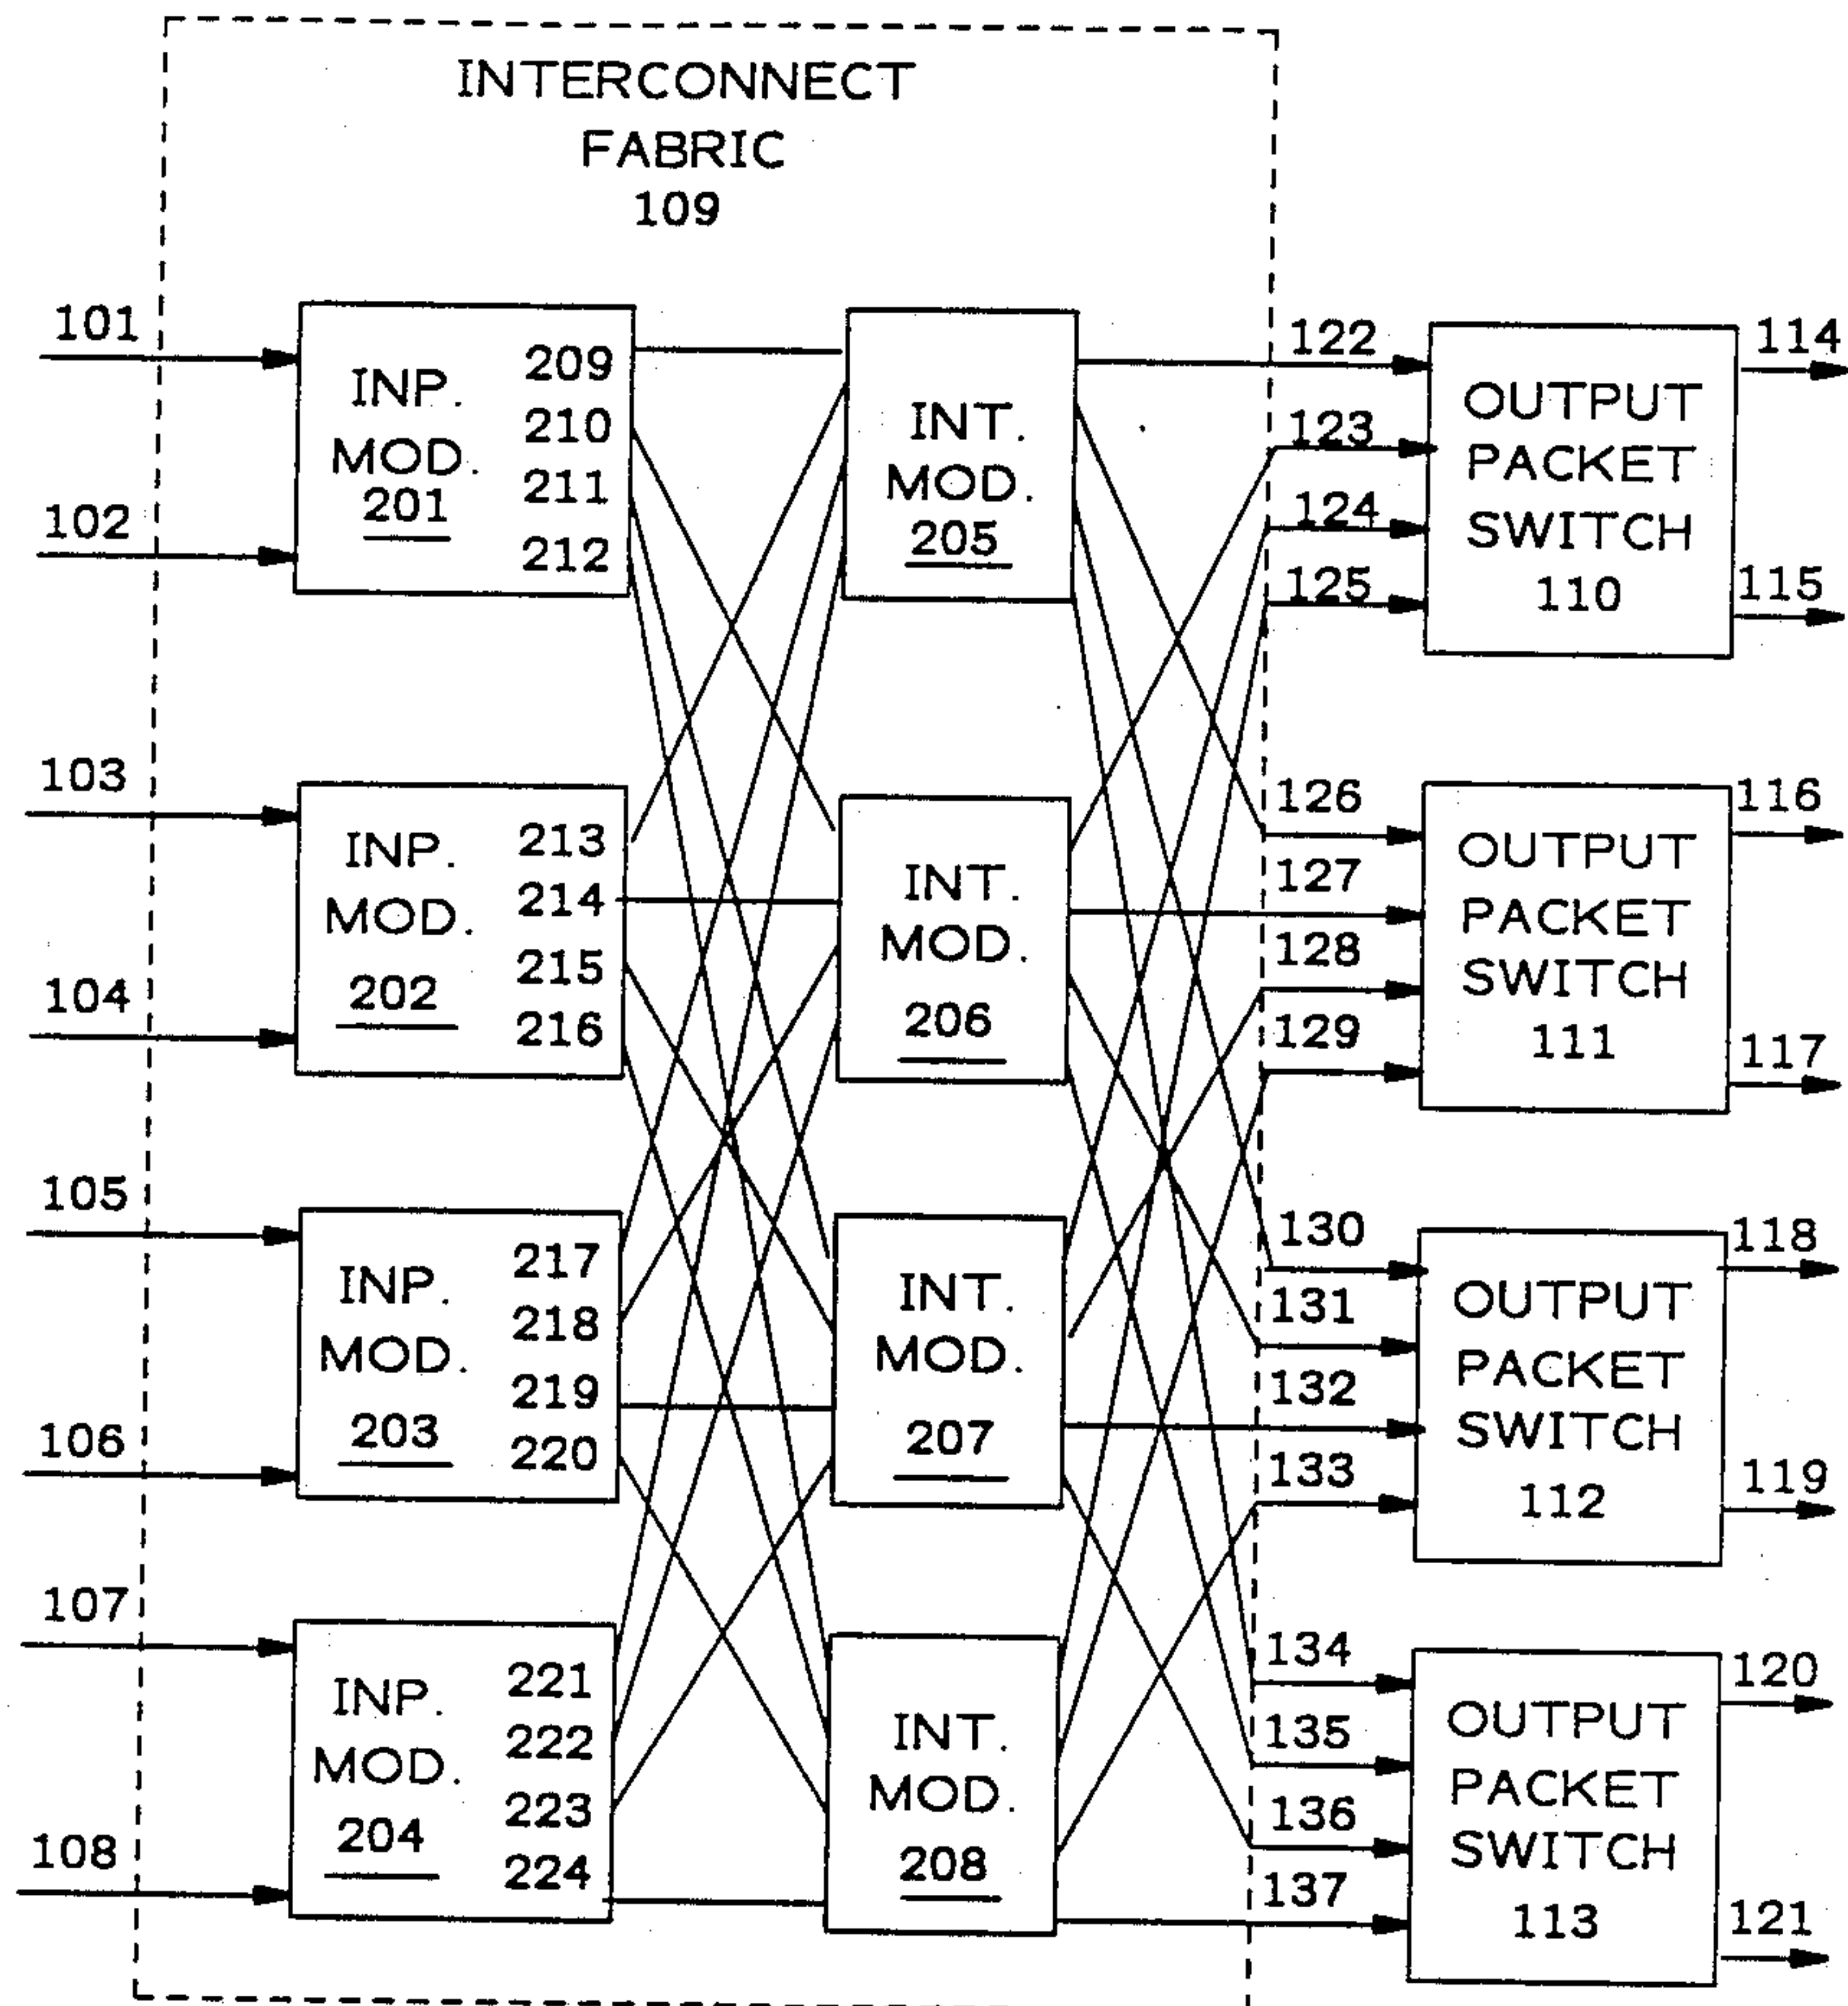 INTERCONNECT
FABRIC
109
101
102
INP.
MOD.
201
209
210
211
212
INT.
MOD.
205
122
123
124
125
OUTPUT
PACKET
SWITCH
110
114
115
103
104
INP.
MOD.
202
213
214
215
216
INT.
MOD.
206
126
127
128
129
OUTPUT
PACKET
SWITCH
111
116
117
105
106
INP.
MOD.
203
217
218
219
220
INT.
MOD.
207
130
131
132
133
OUTPUT
PACKET
SWITCH
112
118
119
107
108
INP.
MOD.
204
221
222
223
224
INT.
MOD.
208
134
135
136
137
OUTPUT
PACKET
SWITCH
113
120
121